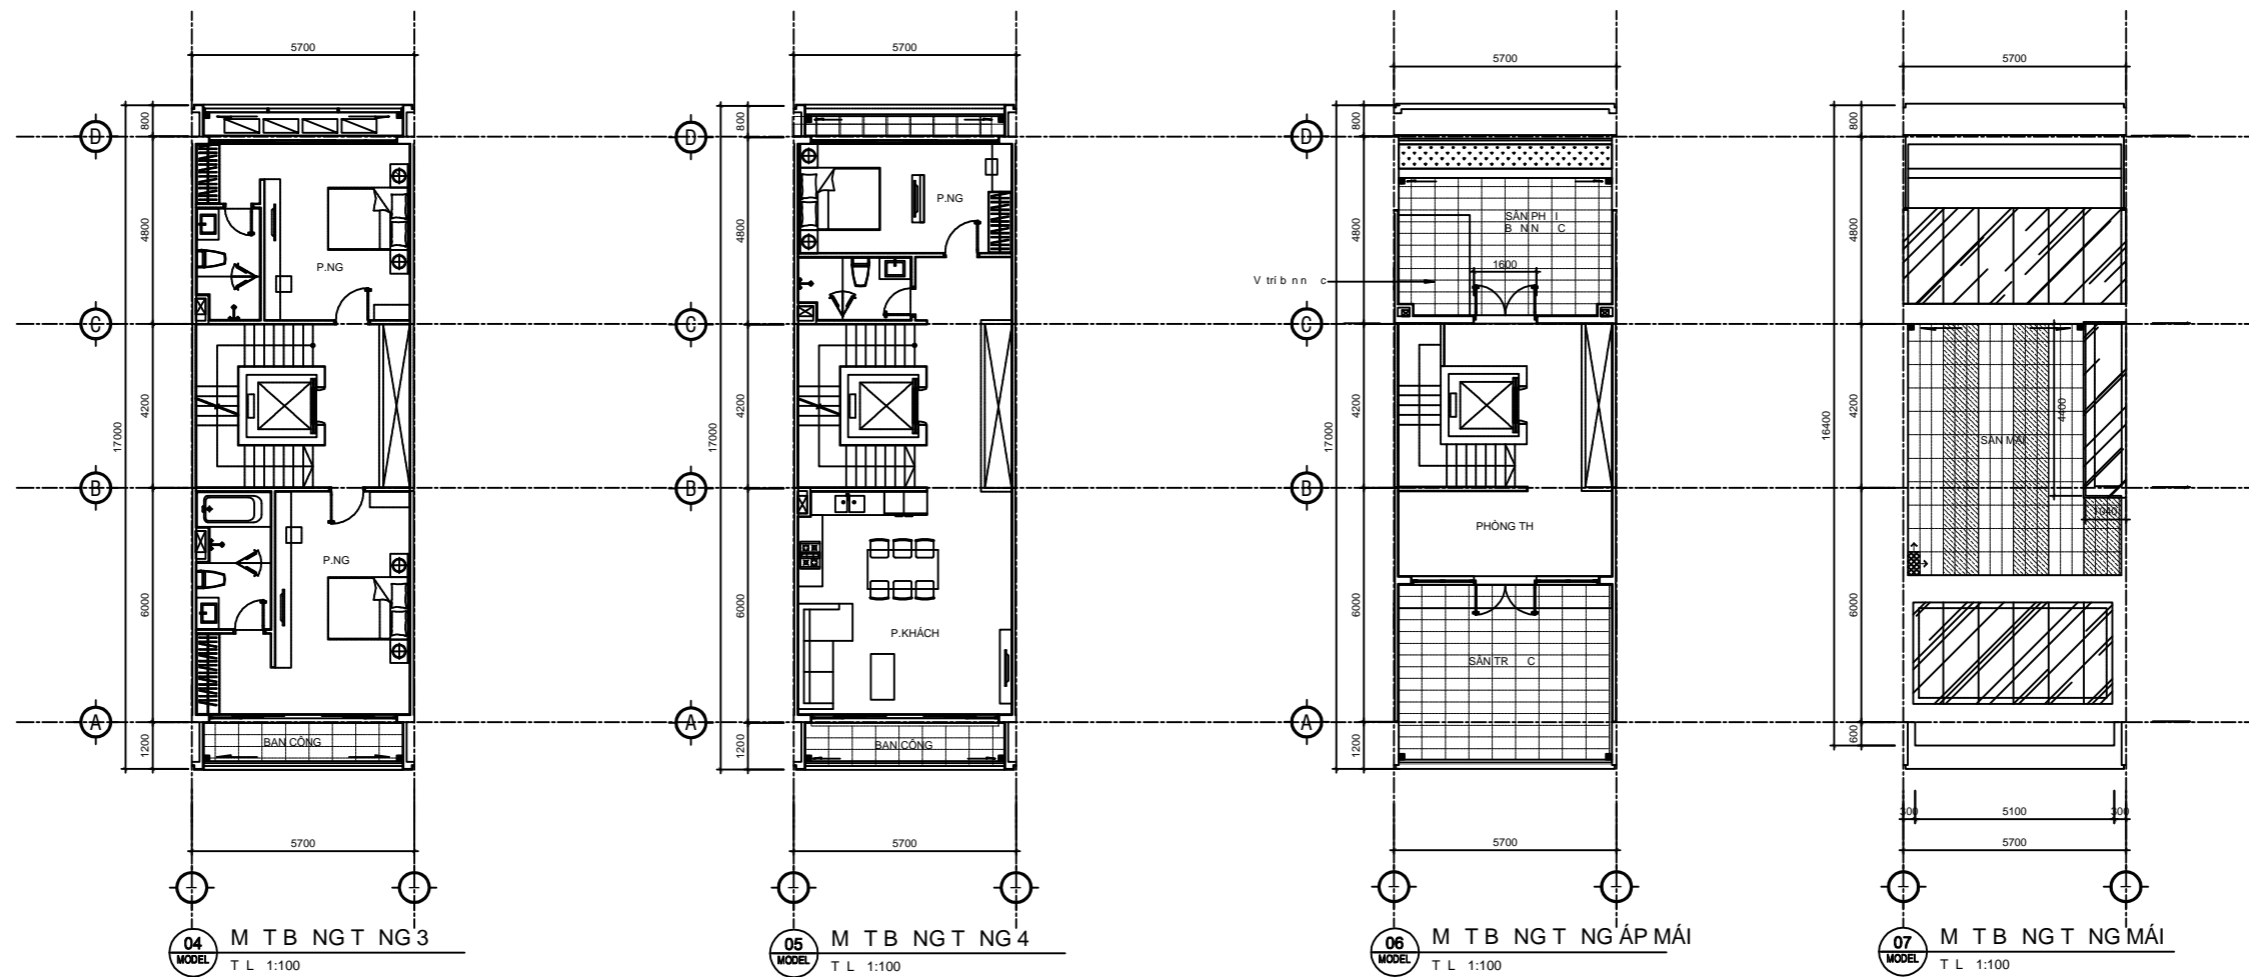 5700
5700
5700
5700
800
4800
4200
6000
1200
17000
D
C
B
A
P.NG
P.NG
BAN CÔNG
5700
04
MODEL
M T B NG T NG 3
T L 1:100
800
4800
4200
6000
1200
17000
D
C
B
A
P.NG
P.KHÁCH
BAN CÔNG
5700
05
MODEL
M T B NG T NG 4
T L 1:100
800
4800
4200
6000
1200
17000
D
C
B
A
SÂN PH I
B N N C
1600
V trí b n n c
PHÒNG TH
SÂN TR C
5700
06
MODEL
M T B NG T NG ÁP MÁI
T L 1:100
800
4800
4200
6000
600
16400
4400
SÂN MÁI
1040
300
5100
300
5700
07
MODEL
M T B NG T NG MÁI
T L 1:100